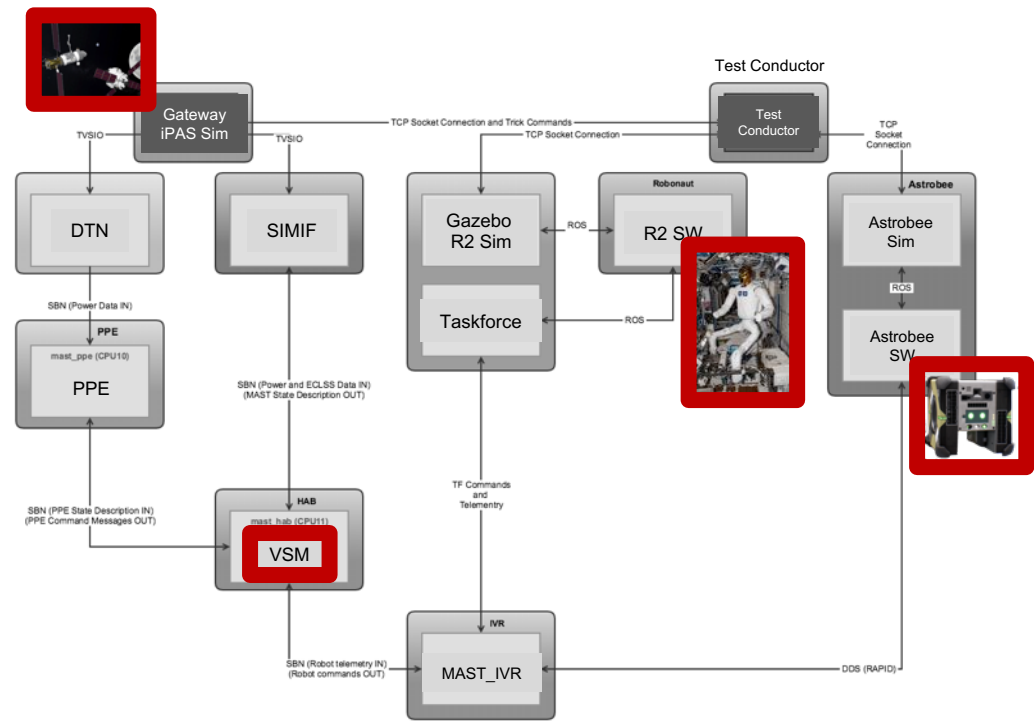 Test Conductor
Gateway
iPAS Sim
Test
Conductor
TCP Socket Connection and Trick Commands
TCP Socket Connection
TCP
Socket
Connection
TVSIO
TVSIO
DTN
SIMIF
Gazebo
R2 Sim
Robonaut
R2 SW
ROS
Astrobee
Astrobee
Sim
ROS
Astrobee
SW
Taskforce
ROS
SBN (Power Data IN)
PPE
mast_ppe (CPU10)
PPE
SBN (Power and ECLSS Data IN)
(MAST State Description OUT)
TF Commands
and
Telemetry
SBN (PPE State Description IN)
(PPE Command Messages OUT)
HAB
mast_hab (CPU11)
VSM
IVR
MAST_IVR
SBN (Robot telemetry IN)
(Robot commands OUT)
DDS (RAPID)